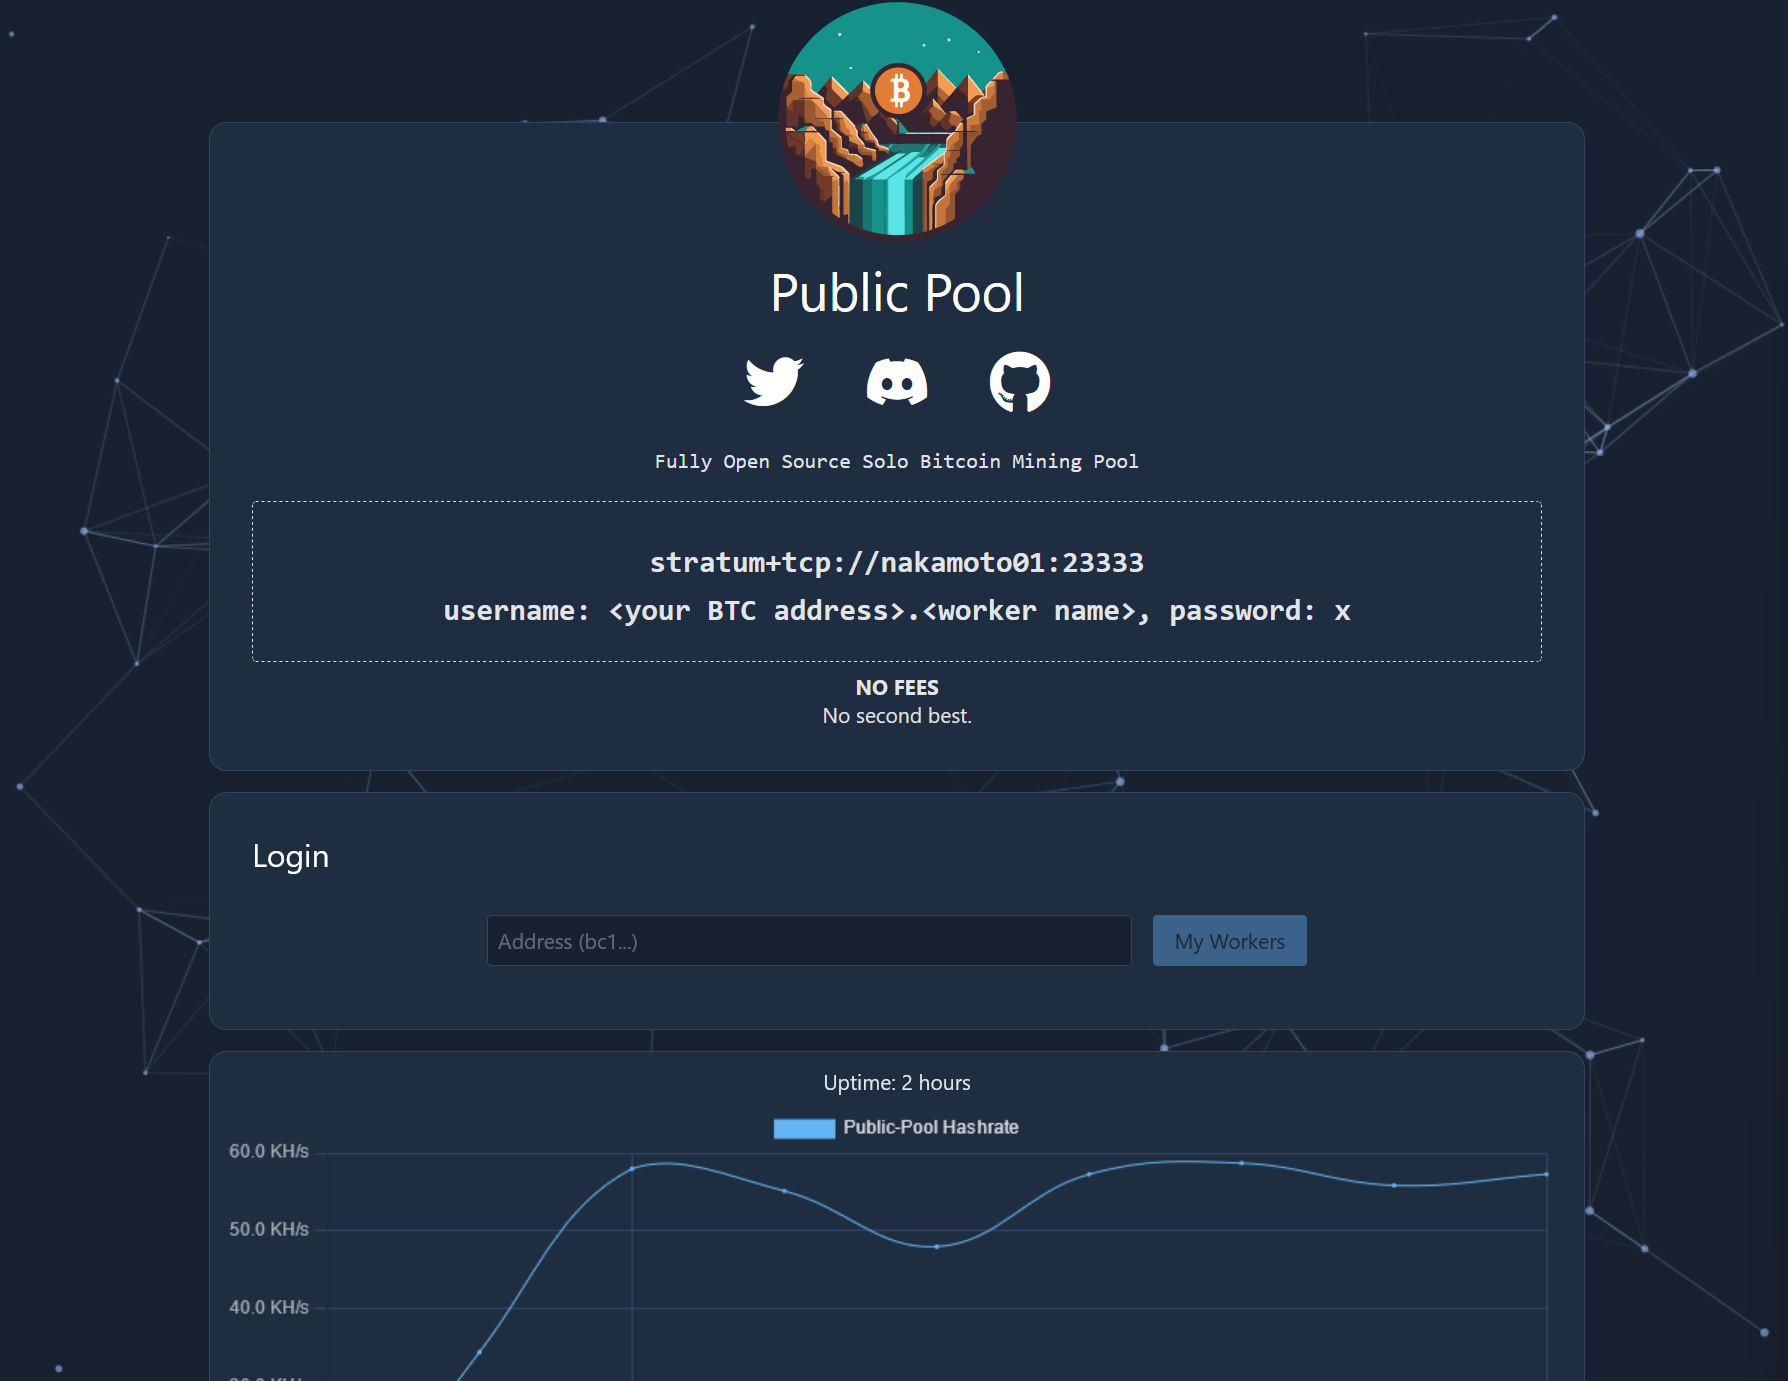 Public Pool
Fully Open Source Solo Bitcoin Mining Pool
stratum+tcp://nakamoto01:23333
username: <your BTC address>.<worker name>, password: x
NO FEES
No second best.
Login
Address (bc1...)
My Workers
Uptime: 2 hours
Public-Pool Hashrate
60.0 KH/s
50.0 KH/s
40.0 KH/s